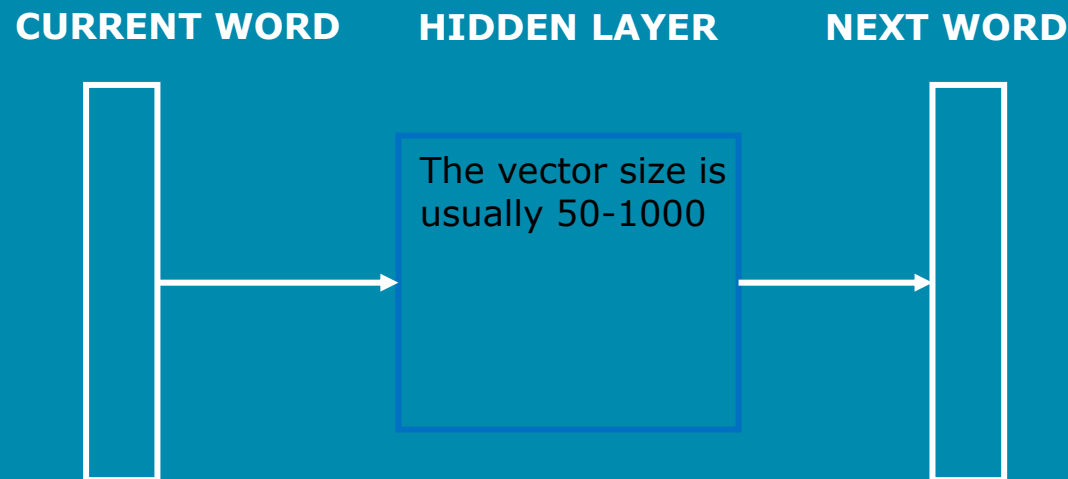 CURRENT WORD
HIDDEN LAYER
NEXT WORD
The vector size is
usually 50-1000